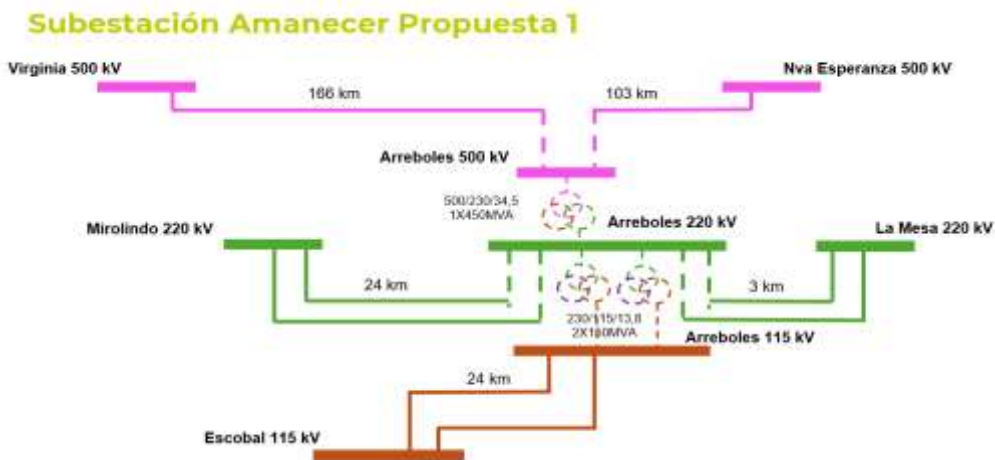 Subestación Amanecer Propuesta 1
Virginia 500 kV
Nva Esperanza 500 kV
166 km
103 km
Arreboles 500 kV
500/230/34,5
1X450MVA
Mirolindo 220 kV
Arreboles 220 kV
La Mesa 220 kV
24 km
3 km
230/115/13,8
Arreboles 115 kV
24 km
Escobal 115 kV